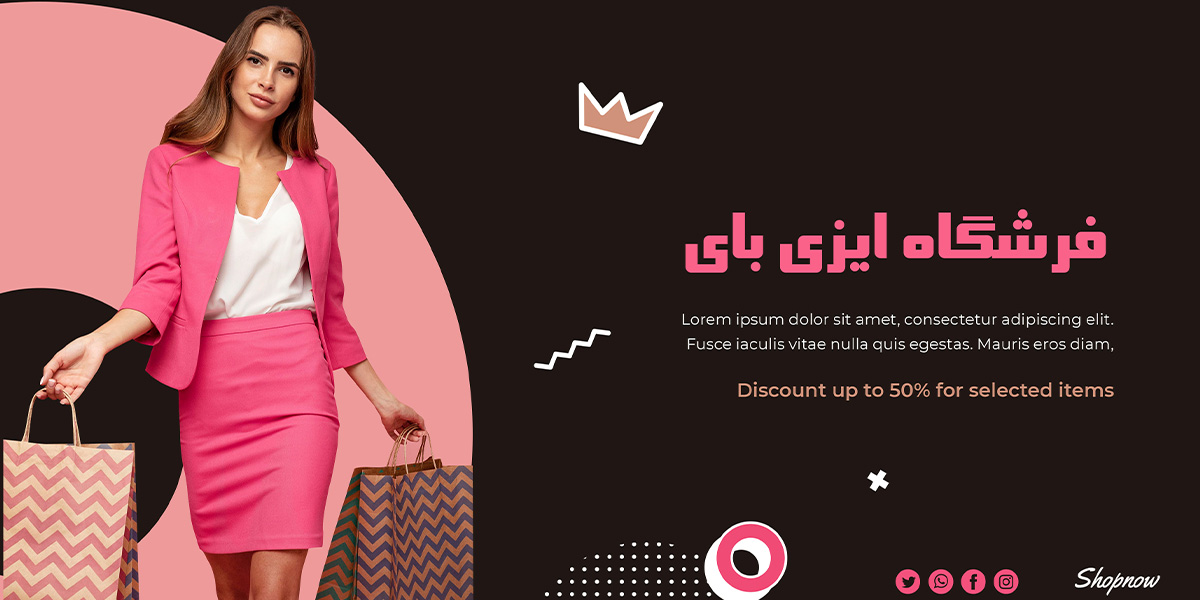 فرشگاه ایزی بای
Lorem ipsum dolor sit amet, consectetur adipiscing elit.
Fusce iaculis vitae nulla quis egestas. Mauris eros diam,
Discount up to 50% for selected items
Shopnow